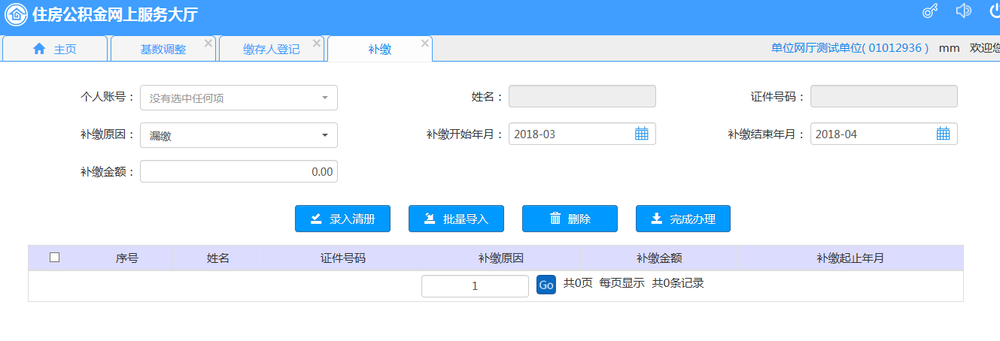 住房公积金网上服务大厅
主页 基数调整 缴存人登记 补缴 单位网厅测试单位( 01012936 ) mm 欢迎您
个人账号： 没有选中任何项 姓名： 证件号码：
补缴原因： 漏缴 补缴开始年月： 2018-03 补缴结束年月： 2018-04
补缴金额： 0.00
录入清册 批量导入 删除 完成办理
序号 姓名 证件号码 补缴原因 补缴金额 补缴起止年月
1 Go 共0页 每页显示 共0条记录